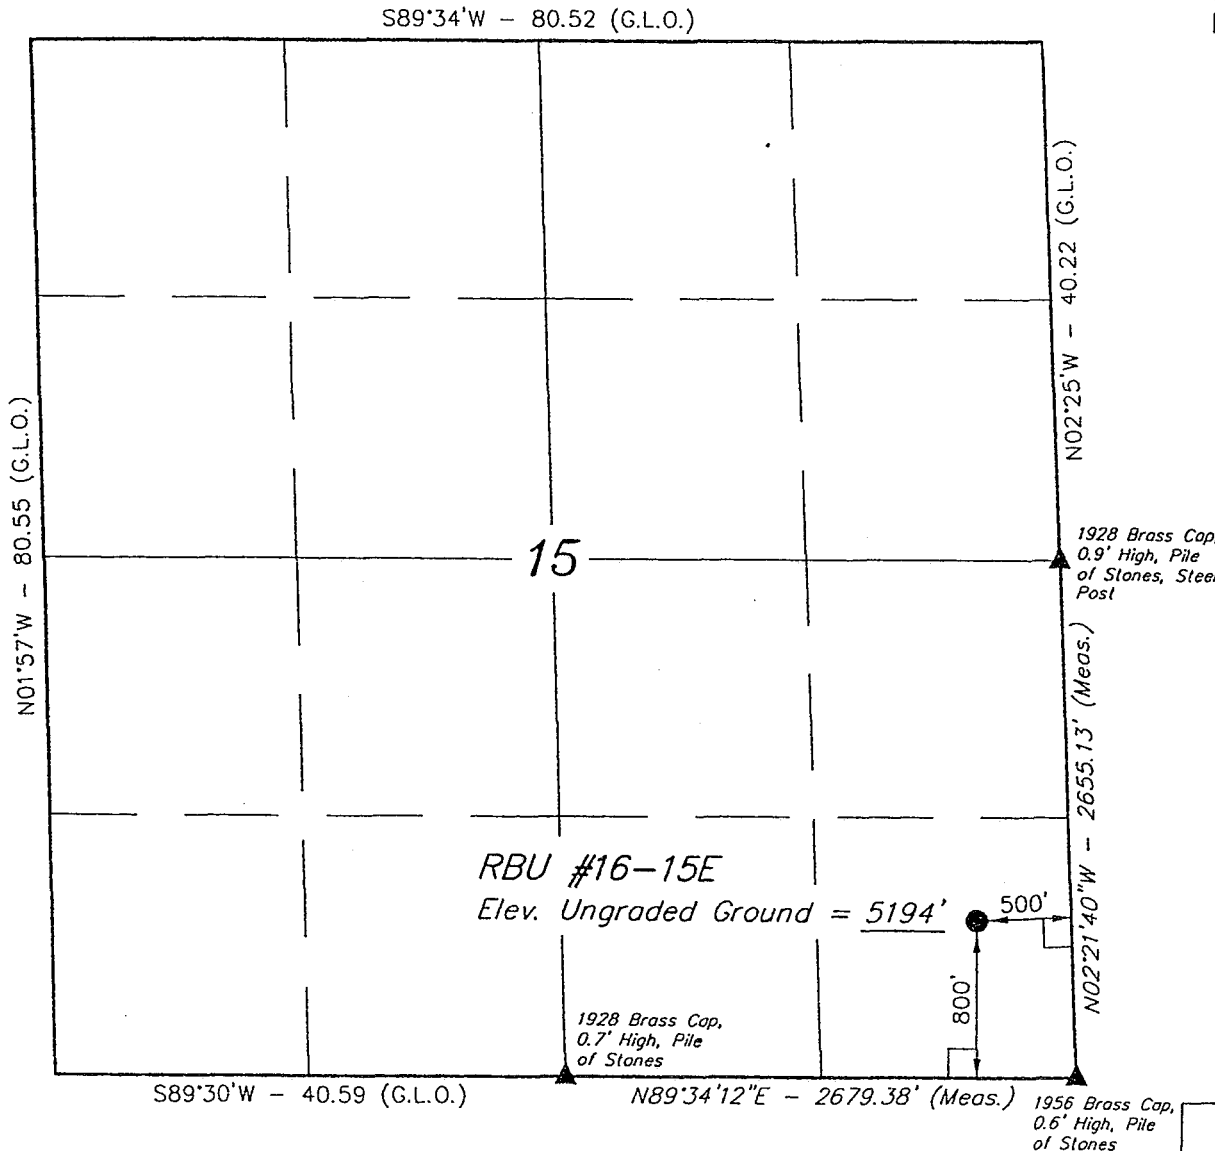 S89°34'W - 80.52 (G.L.O.)
N02°25'W - 40.22 (G.L.O.)
N01°57'W - 80.55 (G.L.O.)
15
1928 Brass Cap,
0.9' High, Pile
of Stones, Steel
Post
N02°21'40"W - 2655.13' (Meas.)
RBU #16-15E
Elev. Ungraded Ground = 5194'
500'
800'
1928 Brass Cap,
0.7' High, Pile
of Stones
S89°30'W - 40.59 (G.L.O.)
N89°34'12"E - 2679.38' (Meas.)
1956 Brass Cap,
0.6' High, Pile
of Stones